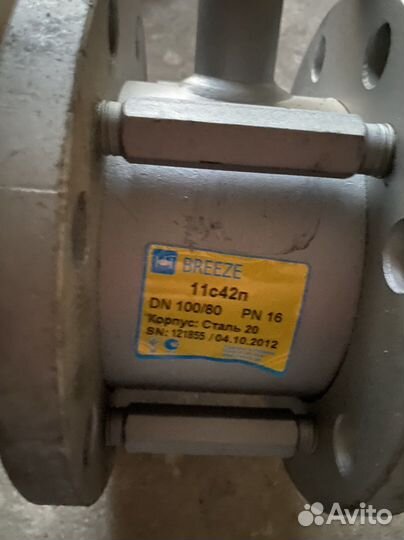 BREEZE
11с42п
DN 100/80 PN 16
Корпус: Сталь 20
SN: 121855 / 04.10.2012
Avito